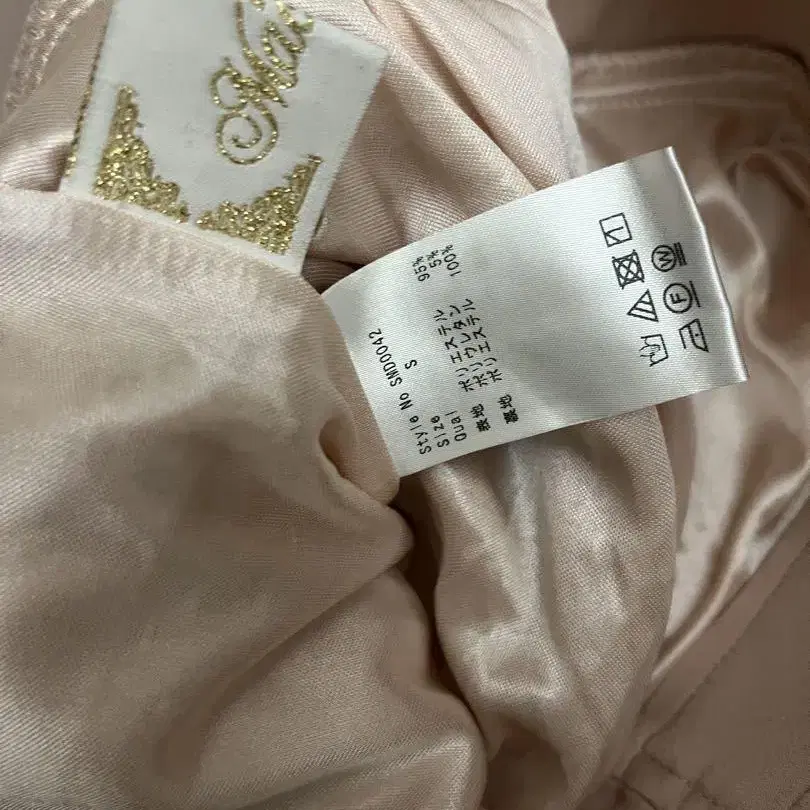 Style No SMD0042
Size S
Qual
表地 ポリエステル 95%
ポリウレタン 5%
裏地 ポリエステル 100%
F
W